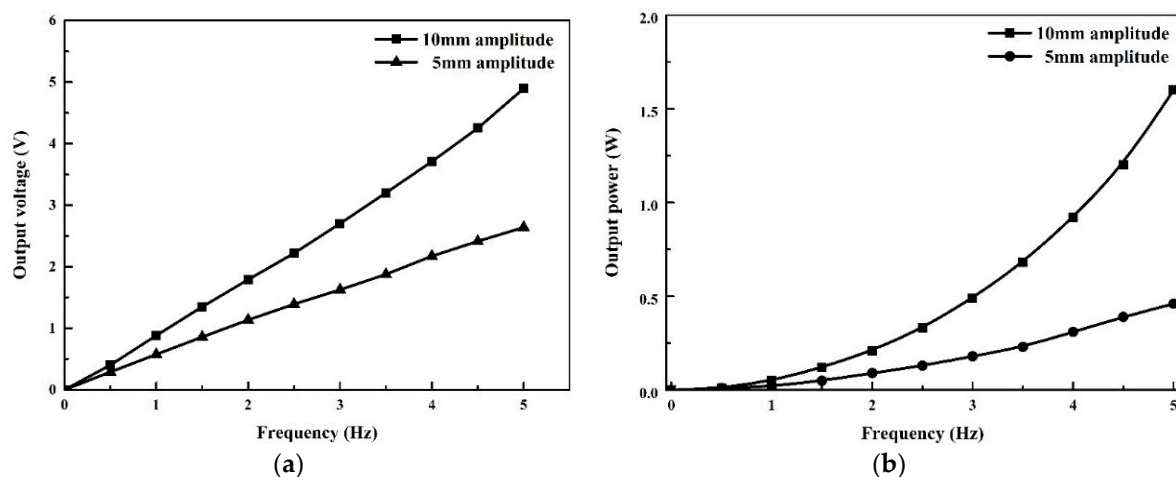 6
5
4
3
2
1
0
Output voltage (V)
10mm amplitude
5mm amplitude
0 1 2 3 4 5
Frequency (Hz)
(a)
2.0
1.5
1.0
0.5
0.0
Output power (W)
10mm amplitude
5mm amplitude
0 1 2 3 4 5
Frequency (Hz)
(b)